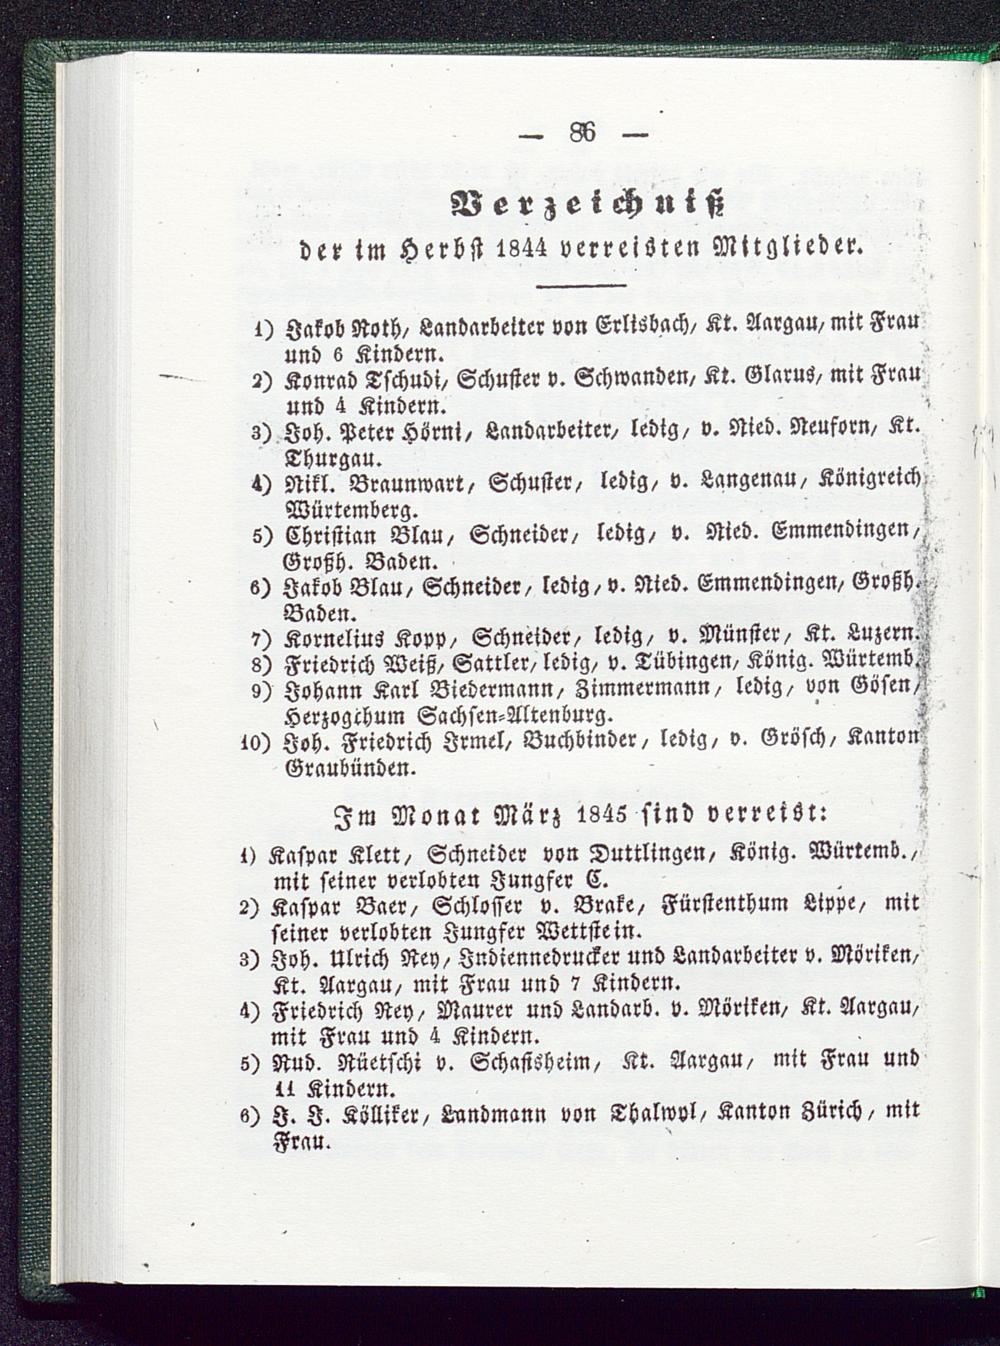 — 86 —
Verzeichniß
der im Herbst 1844 verreisten Mitglieder.
1) Jakob Roth, Landarbeiter von Erlisbach, Kt. Aargau, mit Frau
und 6 Kindern.
2) Konrad Tschudi, Schuster v. Schwanden, Kt. Glarus, mit Frau
und 4 Kindern.
3) Joh. Peter Hörni, Landarbeiter, ledig, v. Nied. Neuforn, Kt.
Thurgau.
4) Nikl. Braunwart, Schuster, ledig, v. Langenau, Königreich
Würtemberg.
5) Christian Blau, Schneider, ledig, v. Nied. Emmendingen,
Großh. Baden.
6) Jakob Blau, Schneider, ledig, v. Nied. Emmendingen, Großh.
Baden.
7) Kornelius Kopp, Schneider, ledig, v. Münster, Kt. Luzern.
8) Friedrich Weiß, Sattler, ledig, v. Tübingen, König. Würtemb.
9) Johann Karl Biedermann, Zimmermann, ledig, von Gösen,
Herzogthum Sachsen-Altenburg.
10) Joh. Friedrich Irmel, Buchbinder, ledig, v. Grösch, Kanton
Graubünden.
Im Monat März 1845 sind verreist:
1) Kaspar Klett, Schneider von Duttlingen, König. Würtemb.,
mit seiner verlobten Jungfer C.
2) Kaspar Baer, Schlosser v. Brake, Fürstenthum Lippe, mit
seiner verlobten Jungfer Wettstein.
3) Joh. Ulrich Rey, Indiennedrucker und Landarbeiter v. Möriken,
Kt. Aargau, mit Frau und 7 Kindern.
4) Friedrich Rey, Maurer und Landarb. v. Möriken, Kt. Aargau,
mit Frau und 4 Kindern.
5) Rud. Rüetschi v. Schafisheim, Kt. Aargau, mit Frau und
11 Kindern.
6) J. J. Kölliker, Landmann von Thalwyl, Kanton Zürich, mit
Frau.